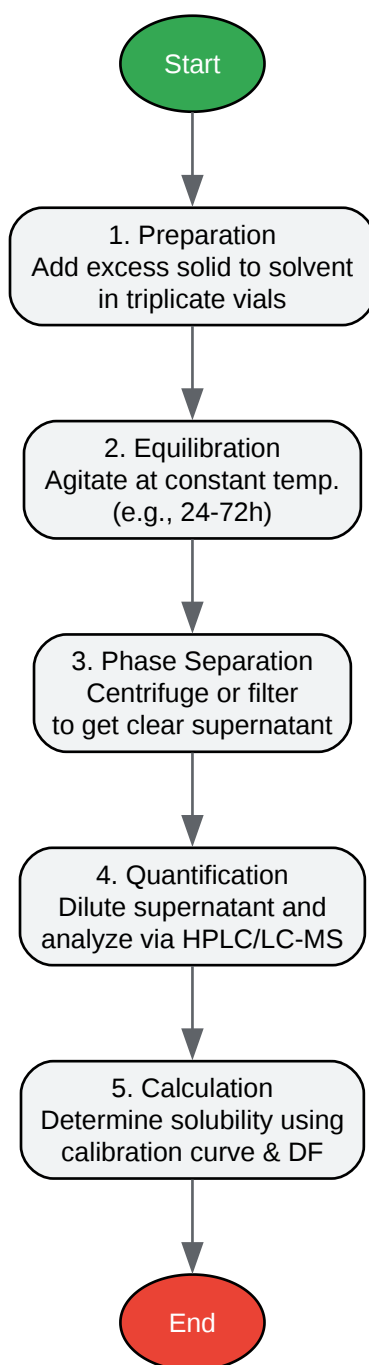 Start
1. Preparation
Add excess solid to solvent
in triplicate vials
2. Equilibration
Agitate at constant temp.
(e.g., 24-72h)
3. Phase Separation
Centrifuge or filter
to get clear supernatant
4. Quantification
Dilute supernatant and
analyze via HPLC/LC-MS
5. Calculation
Determine solubility using
calibration curve & DF
End